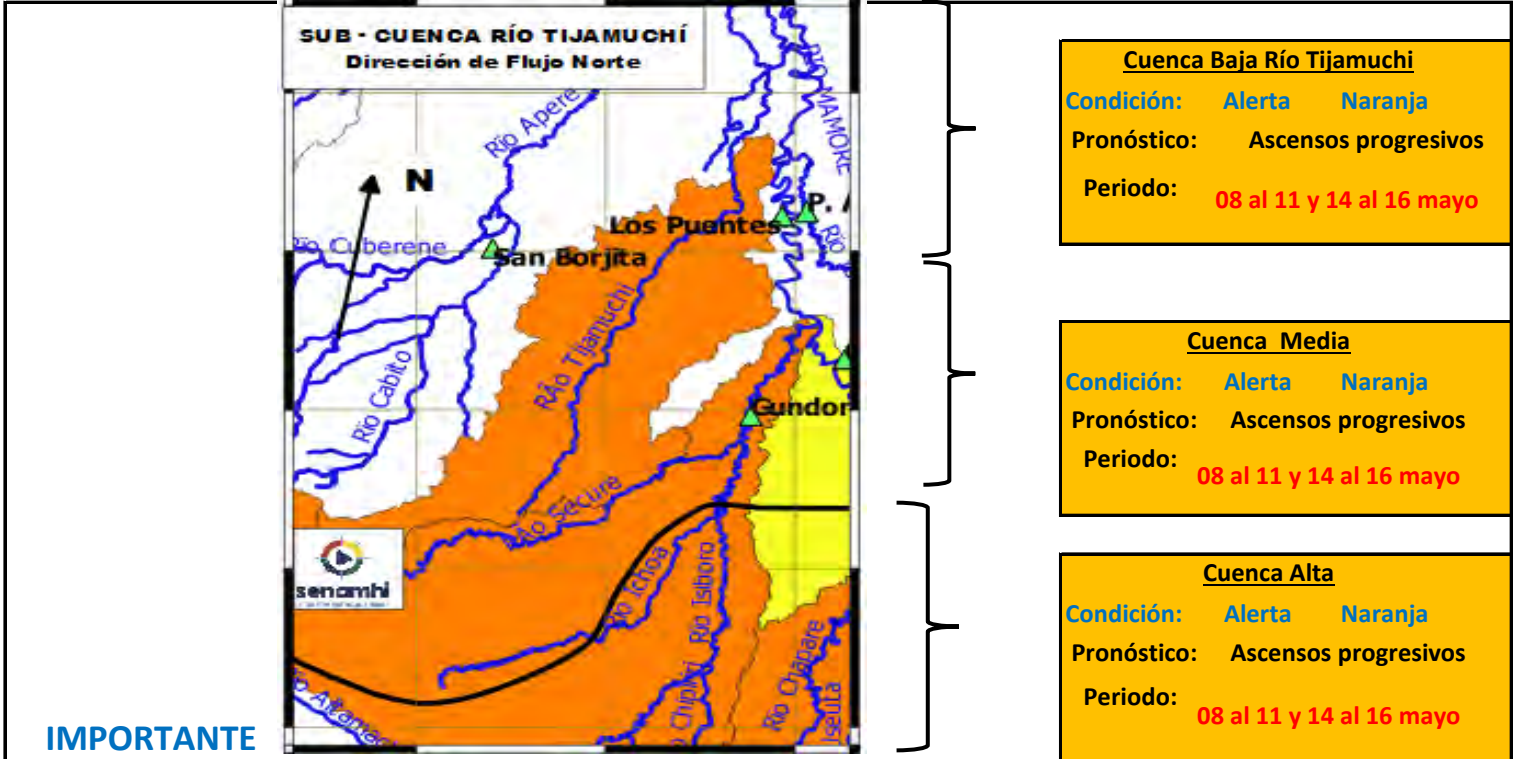 SUB - CUENCA RÍO TIJAMUCHÍ
Dirección de Flujo Norte
RIO MAMORE
Río Apere
N
P. A
Los Puentes
Río
Río Cuberene
San Borjita
RÃ­o Tijamuchi
Río Cabito
Gundor
RÃ­o Sécure
senamhi
Río Ichoa
Río Isiboro
Río Chapare
Chipiri
Iseuta
IMPORTANTE
Cuenca Baja Río Tijamuchi
Condición: Alerta Naranja
Pronóstico: Ascensos progresivos
Periodo: 08 al 11 y 14 al 16 mayo
Cuenca Media
Condición: Alerta Naranja
Pronóstico: Ascensos progresivos
Periodo: 08 al 11 y 14 al 16 mayo
Cuenca Alta
Condición: Alerta Naranja
Pronóstico: Ascensos progresivos
Periodo: 08 al 11 y 14 al 16 mayo